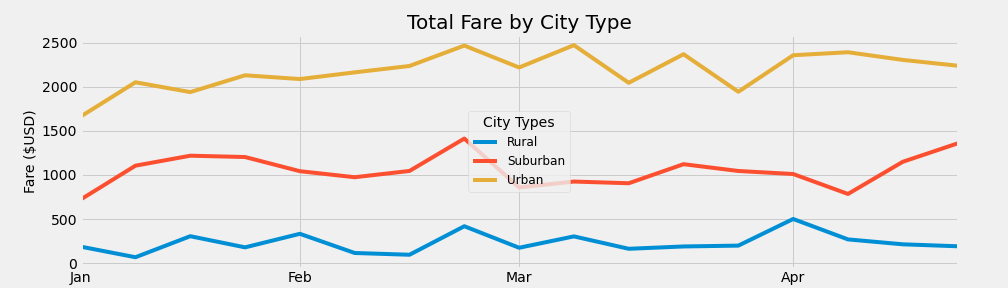 Total Fare by City Type
Fare ($USD)
2500
2000
1500
1000
500
0
City Types
Rural
Suburban
Urban
Jan Feb Mar Apr